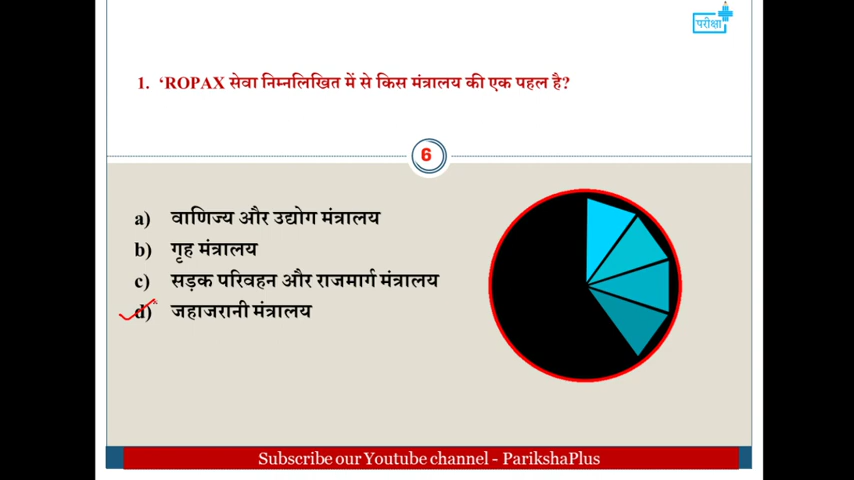 परीक्षा
1. ‘ROPAX सेवा निम्नलिखित में से किस मंत्रालय की एक पहल है?
6
a) वाणिज्य और उद्योग मंत्रालय
b) गृह मंत्रालय
c) सड़क परिवहन और राजमार्ग मंत्रालय
d) जहाजरानी मंत्रालय
Subscribe our Youtube channel - ParikshaPlus